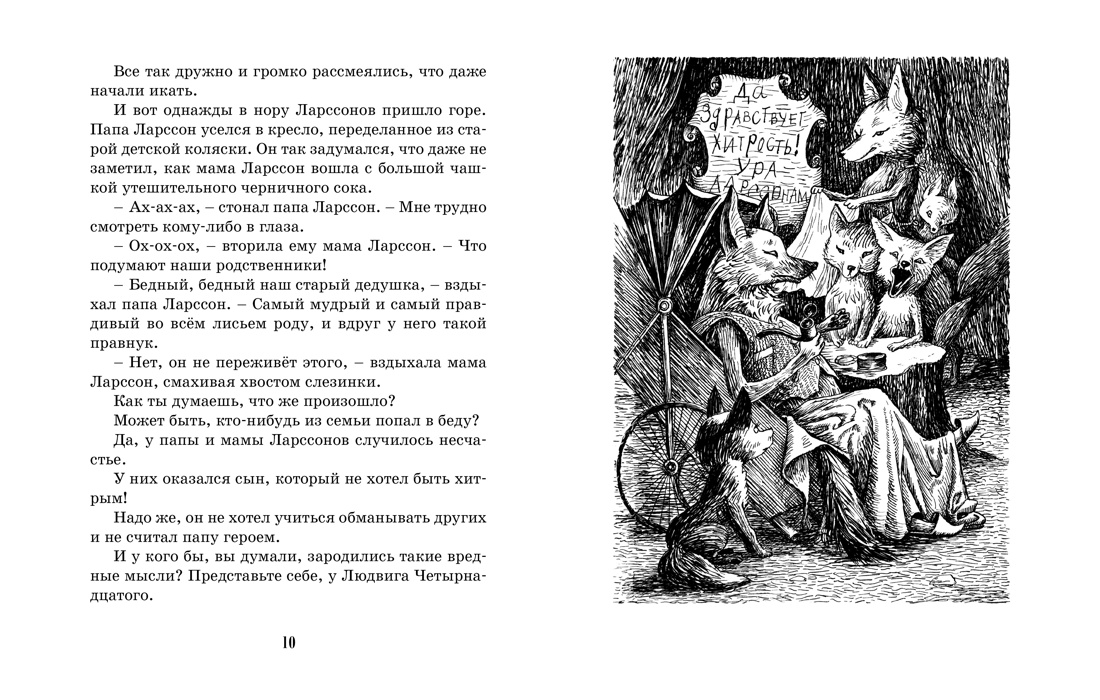 Все так дружно и громко рассмеялись, что даже
начали икать.
И вот однажды в нору Ларссонов пришло горе.
Папа Ларссон уселся в кресло, переделанное из ста-
рой детской коляски. Он так задумался, что даже не
заметил, как мама Ларссон вошла с большой чаш-
кой утешительного черничного сока.
– Ах-ах-ах, – стонал папа Ларссон. – Мне трудно
смотреть кому-либо в глаза.
– Ох-ох-ох, – вторила ему мама Ларссон. – Что
подумают наши родственники!
– Бедный, бедный наш старый дедушка, – взды-
хал папа Ларссон. – Самый мудрый и самый прав-
дивый во всём лисьем роду, и вдруг у него такой
правнук.
– Нет, он не переживёт этого, – вздыхала мама
Ларссон, смахивая хвостом слезинки.
Как ты думаешь, что же произошло?
Может быть, кто-нибудь из семьи попал в беду?
Да, у папы и мамы Ларссонов случилось несча-
стье.
У них оказался сын, который не хотел быть хит-
рым!
Надо же, он не хотел учиться обманывать других
и не считал папу героем.
И у кого бы, вы думали, зародились такие вред-
ные мысли? Представьте себе, у Людвига Четырна-
дцатого.
10
ДА
ЗДРАВСТВУЕТ
ХИТРОСТЬ!
УРА